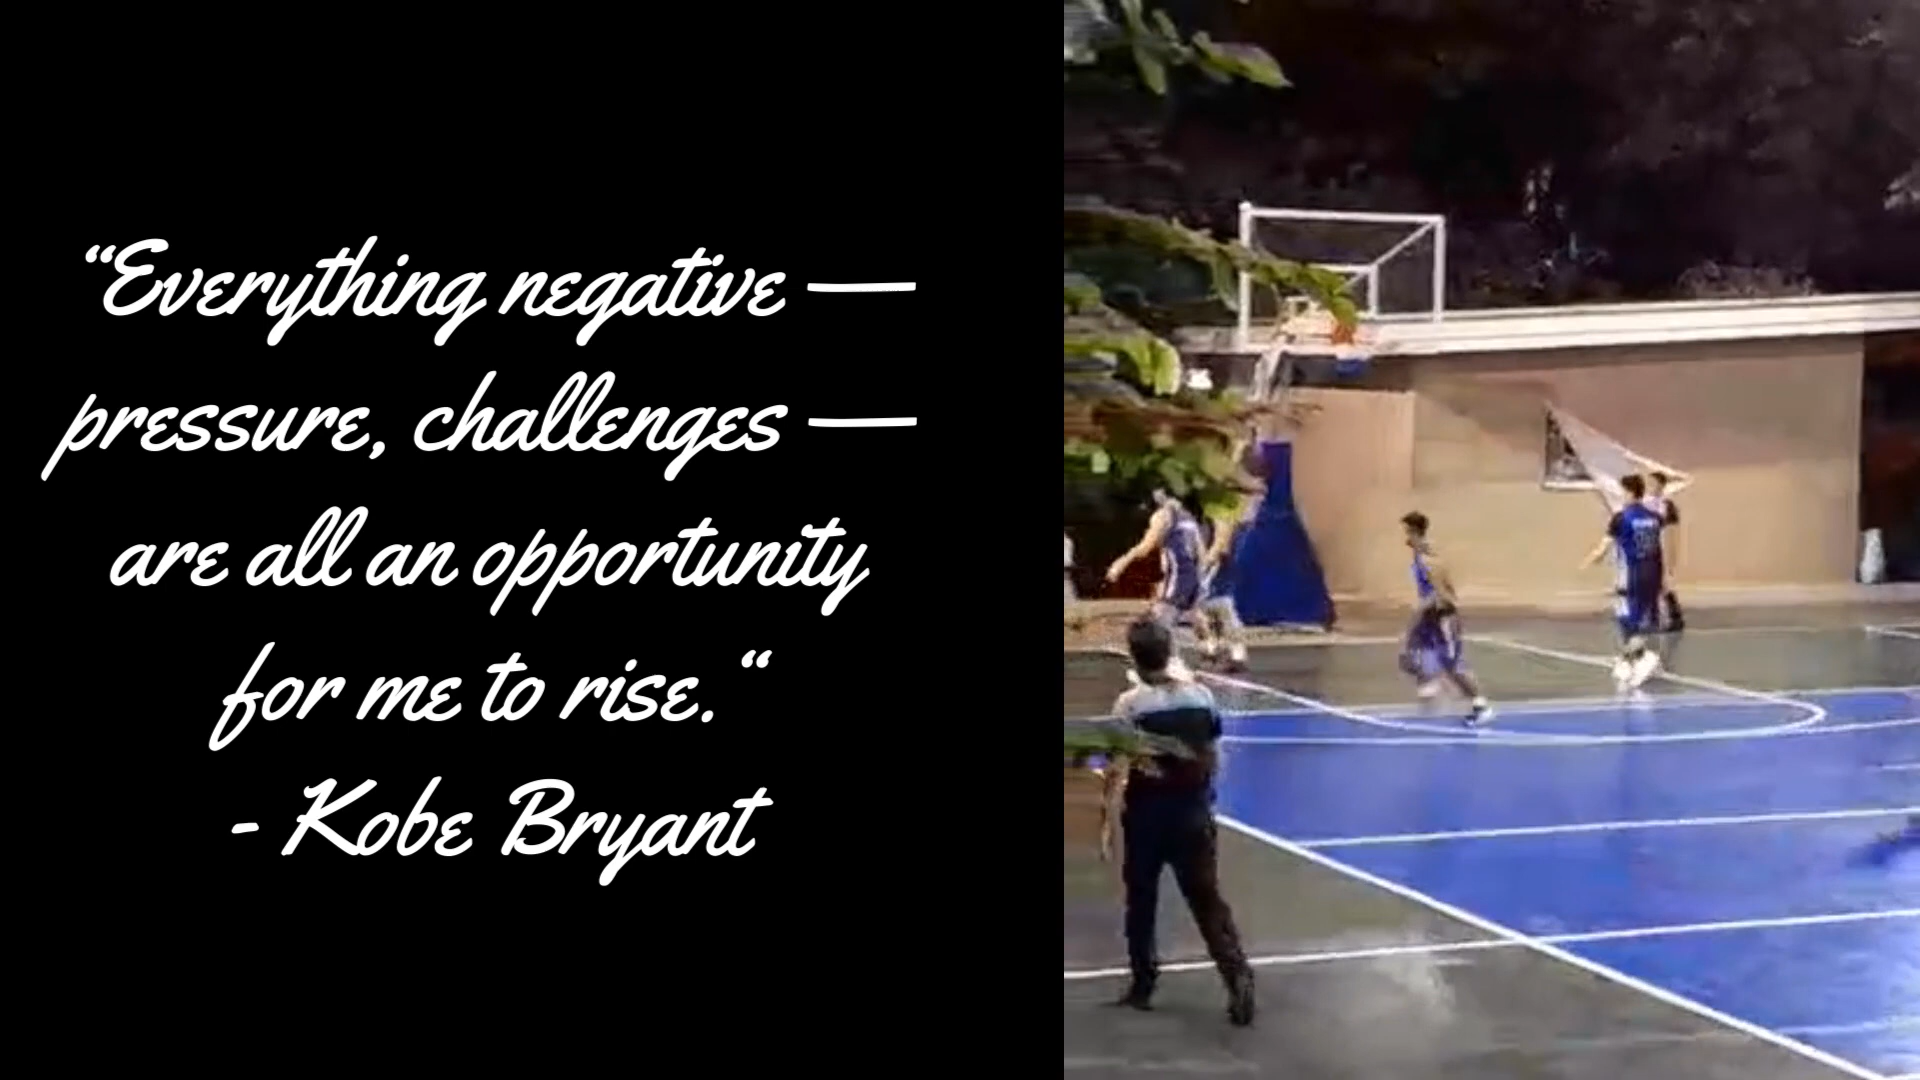 “Everything negative —
pressure, challenges —
are all an opportunity
for me to rise.“
- Kobe Bryant